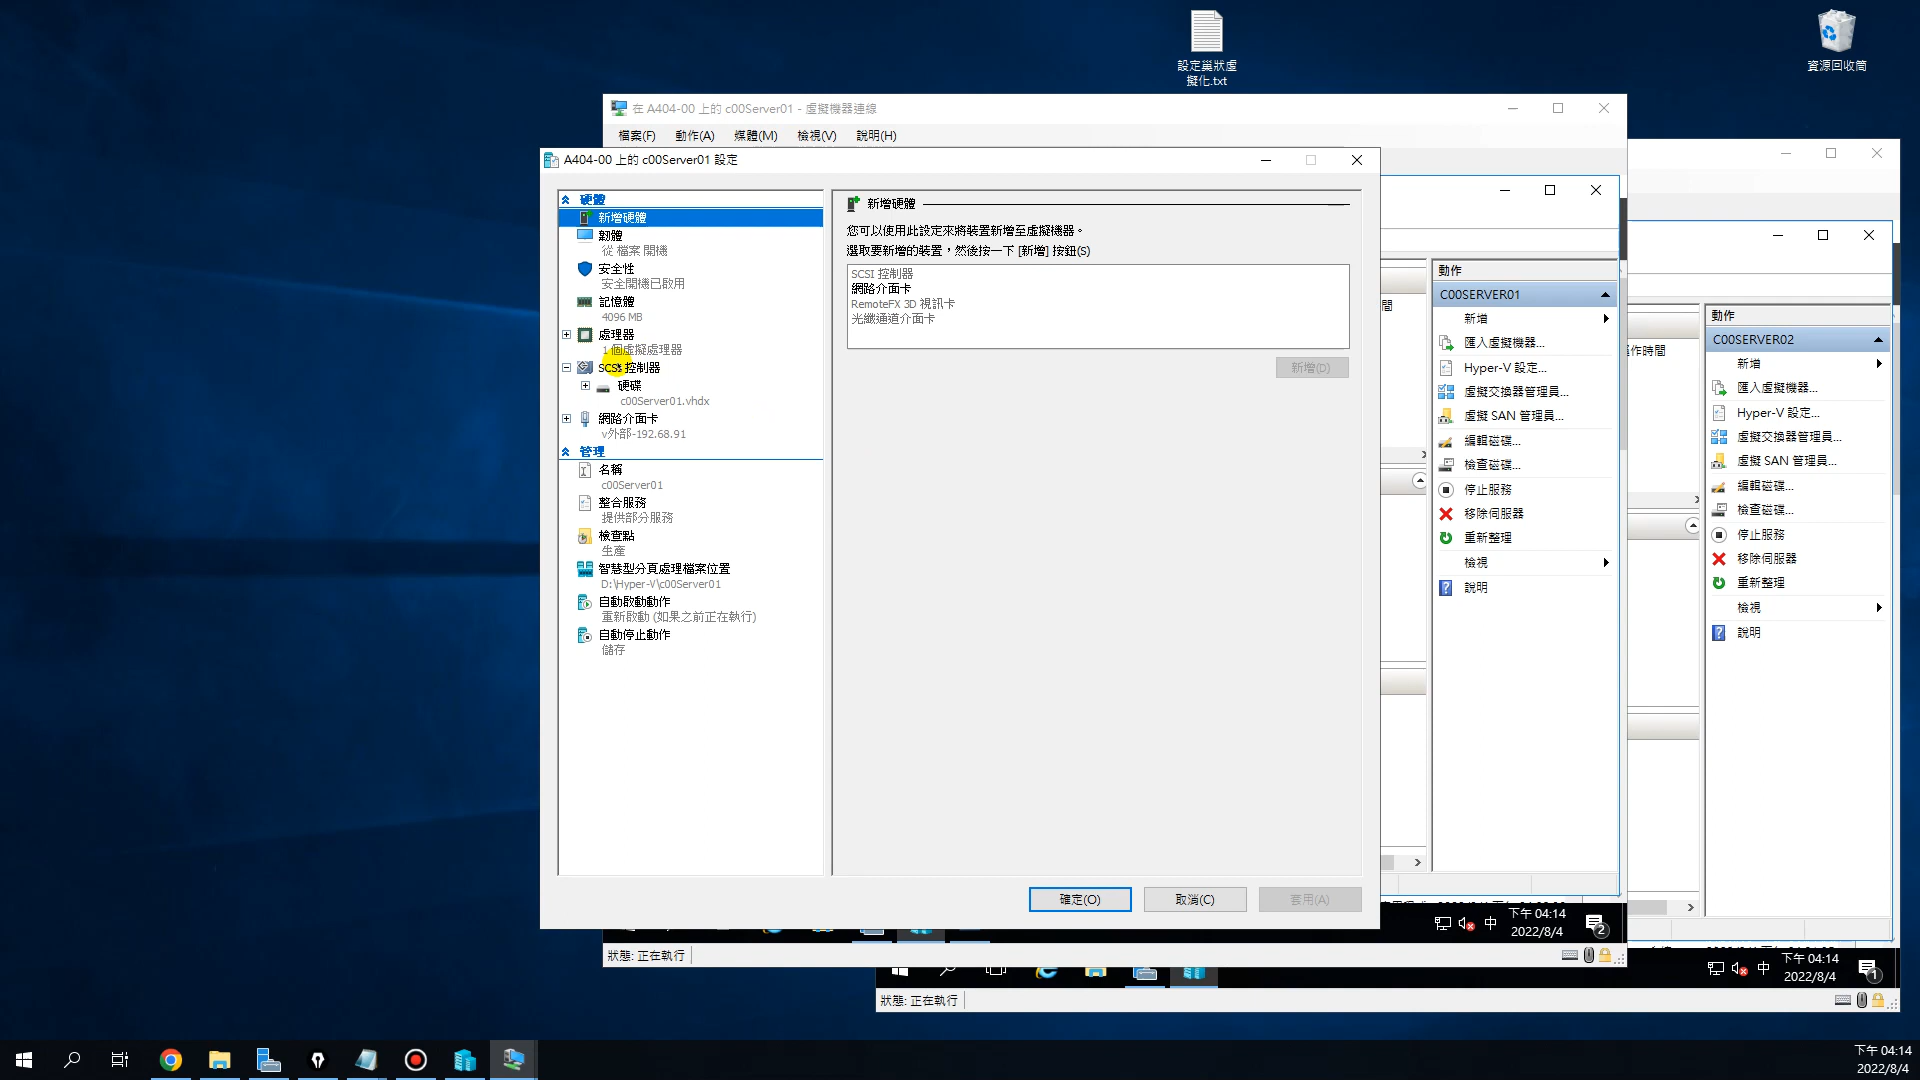 設定巢狀虛
擬化.txt
資源回收筒
在 A404-00 上的 c00Server01 - 虛擬機器連線
檔案(F) 動作(A) 媒體(M) 檢視(V) 說明(H)
A404-00 上的 c00Server01 設定
硬體
新增硬體
韌體
從 檔案 開機
安全性
安全開機已啟用
記憶體
4096 MB
處理器
1 個虛擬處理器
SCSI 控制器
硬碟
c00Server01.vhdx
網路介面卡
v外部-192.68.91
管理
名稱
c00Server01
整合服務
提供部分服務
檢查點
生產
智慧型分頁處理檔案位置
D:\Hyper-V\c00Server01
自動啟動動作
重新啟動 (如果之前正在執行)
自動停止動作
儲存
新增硬體
您可以使用此設定來將裝置新增至虛擬機器。
選取要新增的裝置，然後按一下 [新增] 按鈕(S)
SCSI 控制器
網路介面卡
RemoteFX 3D 視訊卡
光纖通道介面卡
新增(D)
確定(O) 取消(C) 套用(A)
間
動作
C00SERVER01
新增
匯入虛擬機器...
Hyper-V 設定...
虛擬交換器管理員...
虛擬 SAN 管理員...
編輯磁碟...
檢查磁碟...
停止服務
移除伺服器
重新整理
檢視
說明
作時間
動作
C00SERVER02
新增
匯入虛擬機器...
Hyper-V 設定...
虛擬交換器管理員...
虛擬 SAN 管理員...
編輯磁碟...
檢查磁碟...
停止服務
移除伺服器
重新整理
檢視
說明
中
下午 04:14
2022/8/4
2
狀態: 正在執行
中
下午 04:14
2022/8/4
1
狀態: 正在執行
下午 04:14
2022/8/4